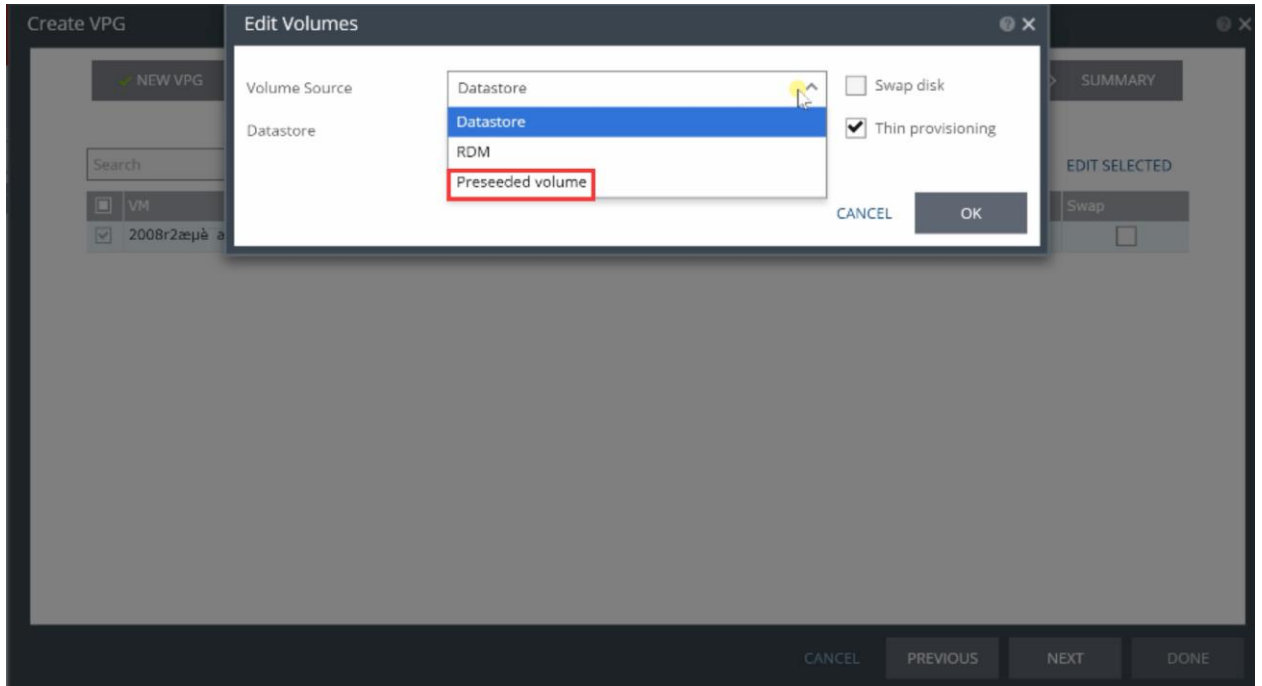 Create VPG
Edit Volumes
NEW VPG
SUMMARY
Volume Source
Datastore
Swap disk
Datastore
Datastore
Thin provisioning
RDM
Preseeded volume
Search
EDIT SELECTED
CANCEL
OK
VM
Swap
2008r2æµè a
CANCEL
PREVIOUS
NEXT
DONE